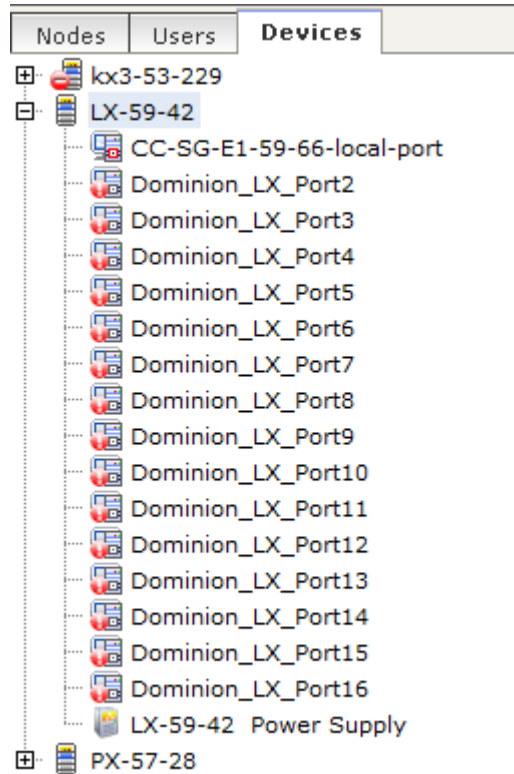 Nodes Users Devices
kx3-53-229
LX-59-42
CC-SG-E1-59-66-local-port
Dominion_LX_Port2
Dominion_LX_Port3
Dominion_LX_Port4
Dominion_LX_Port5
Dominion_LX_Port6
Dominion_LX_Port7
Dominion_LX_Port8
Dominion_LX_Port9
Dominion_LX_Port10
Dominion_LX_Port11
Dominion_LX_Port12
Dominion_LX_Port13
Dominion_LX_Port14
Dominion_LX_Port15
Dominion_LX_Port16
LX-59-42 Power Supply
PX-57-28